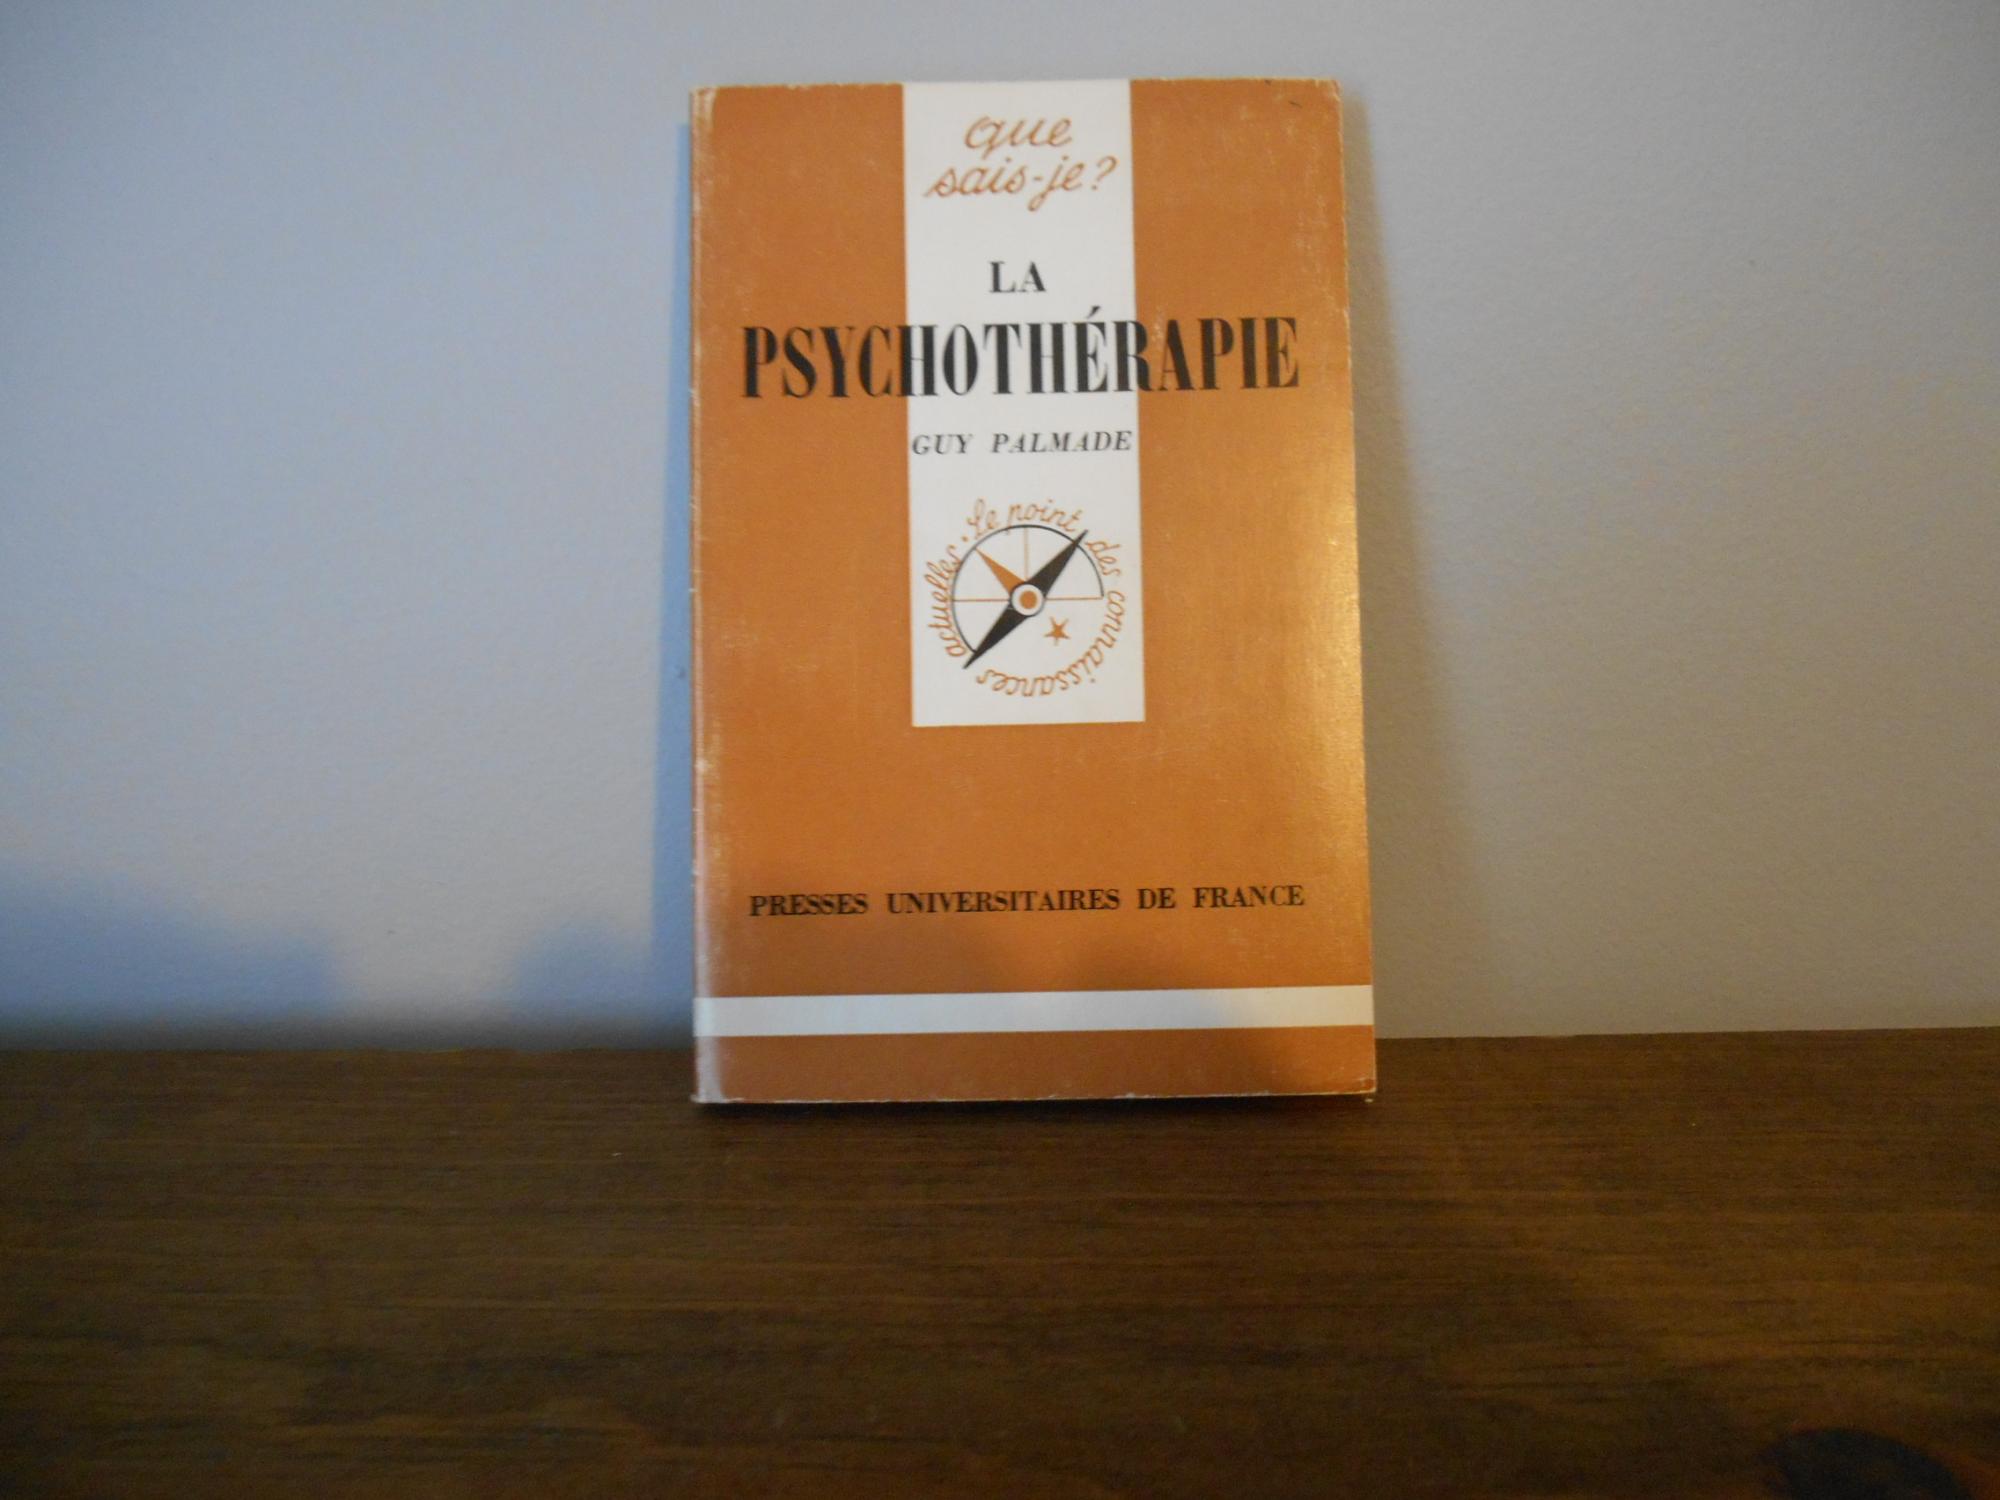 que
sais-je?
LA
PSYCHOTHÉRAPIE
GUY PALMADE
Le point des connaissances actuelles •
PRESSES UNIVERSITAIRES DE FRANCE